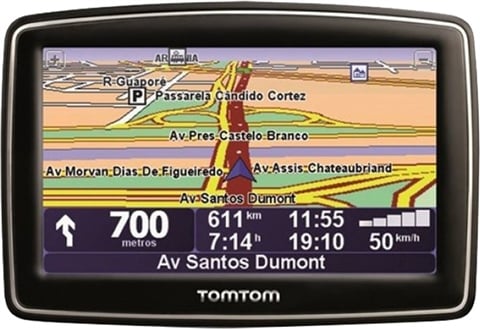 R Guaporé
P
Passarela Cândido Cortez
Av Pres Castelo Branco
Av Morvan Dias De Figueiredo
Av Assis Chateaubriand
Av Santos Dumont
700
metros
611 km
11:55
7:14 h
19:10
50 km/h
Av Santos Dumont
TOMTOM